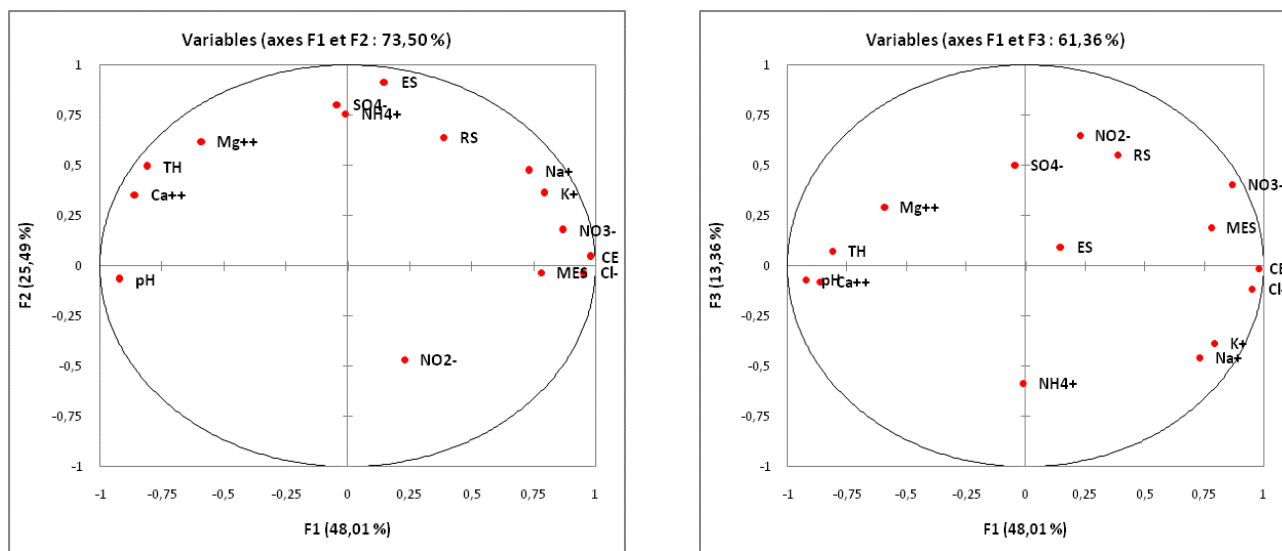 Variables (axes F1 et F2 : 73,50 %)
1
ES
SO4-
NH4+
0,75
RS
Mg++
0,5
TH
Na+
K+
Ca++
0,25
NO3-
CE
0
MES
Cl-
pH
-0,25
NO2-
-0,5
-0,75
-1
-1
-0,75
-0,5
-0,25
0
0,25
0,5
0,75
1
F2 (25,49 %)
F1 (48,01 %)
Variables (axes F1 et F3 : 61,36 %)
1
0,75
NO2-
RS
0,5
SO4-
NO3-
Mg++
0,25
MES
TH
ES
0
CE
pH
Ca++
Cl-
-0,25
K+
Na+
-0,5
NH4+
-0,75
-1
-1
-0,75
-0,5
-0,25
0
0,25
0,5
0,75
1
F3 (13,36 %)
F1 (48,01 %)